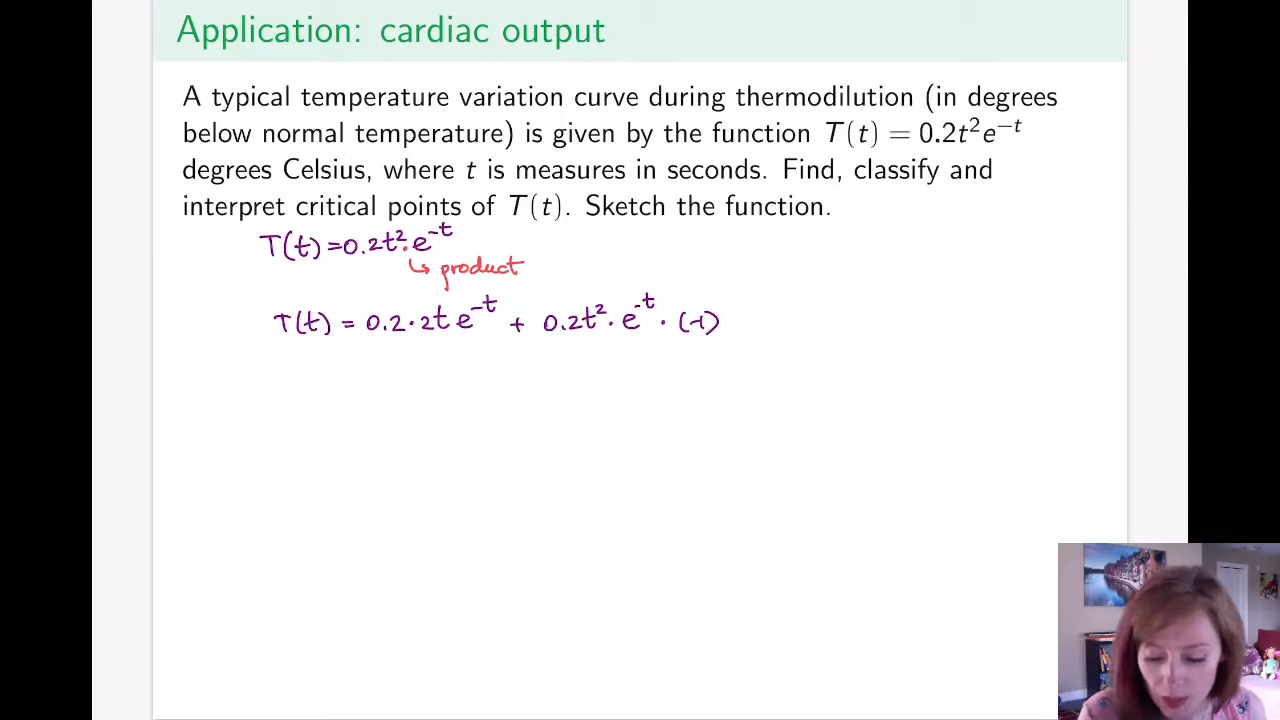 Application: cardiac output
A typical temperature variation curve during thermodilution (in degrees
below normal temperature) is given by the function T(t) = 0.2t²e⁻ᵗ
degrees Celsius, where t is measures in seconds. Find, classify and
interpret critical points of T(t). Sketch the function.
T(t) = 0.2t² · e⁻ᵗ
↳ product
T(t) = 0.2 · 2t e⁻ᵗ + 0.2t² · e⁻ᵗ · (-1)